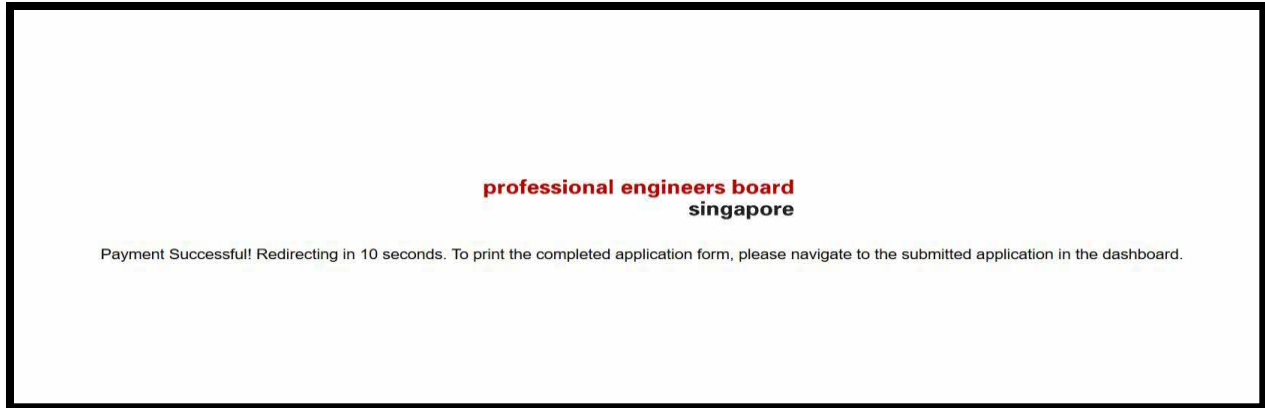 professional engineers board
singapore
Payment Successful! Redirecting in 10 seconds. To print the completed application form, please navigate to the submitted application in the dashboard.